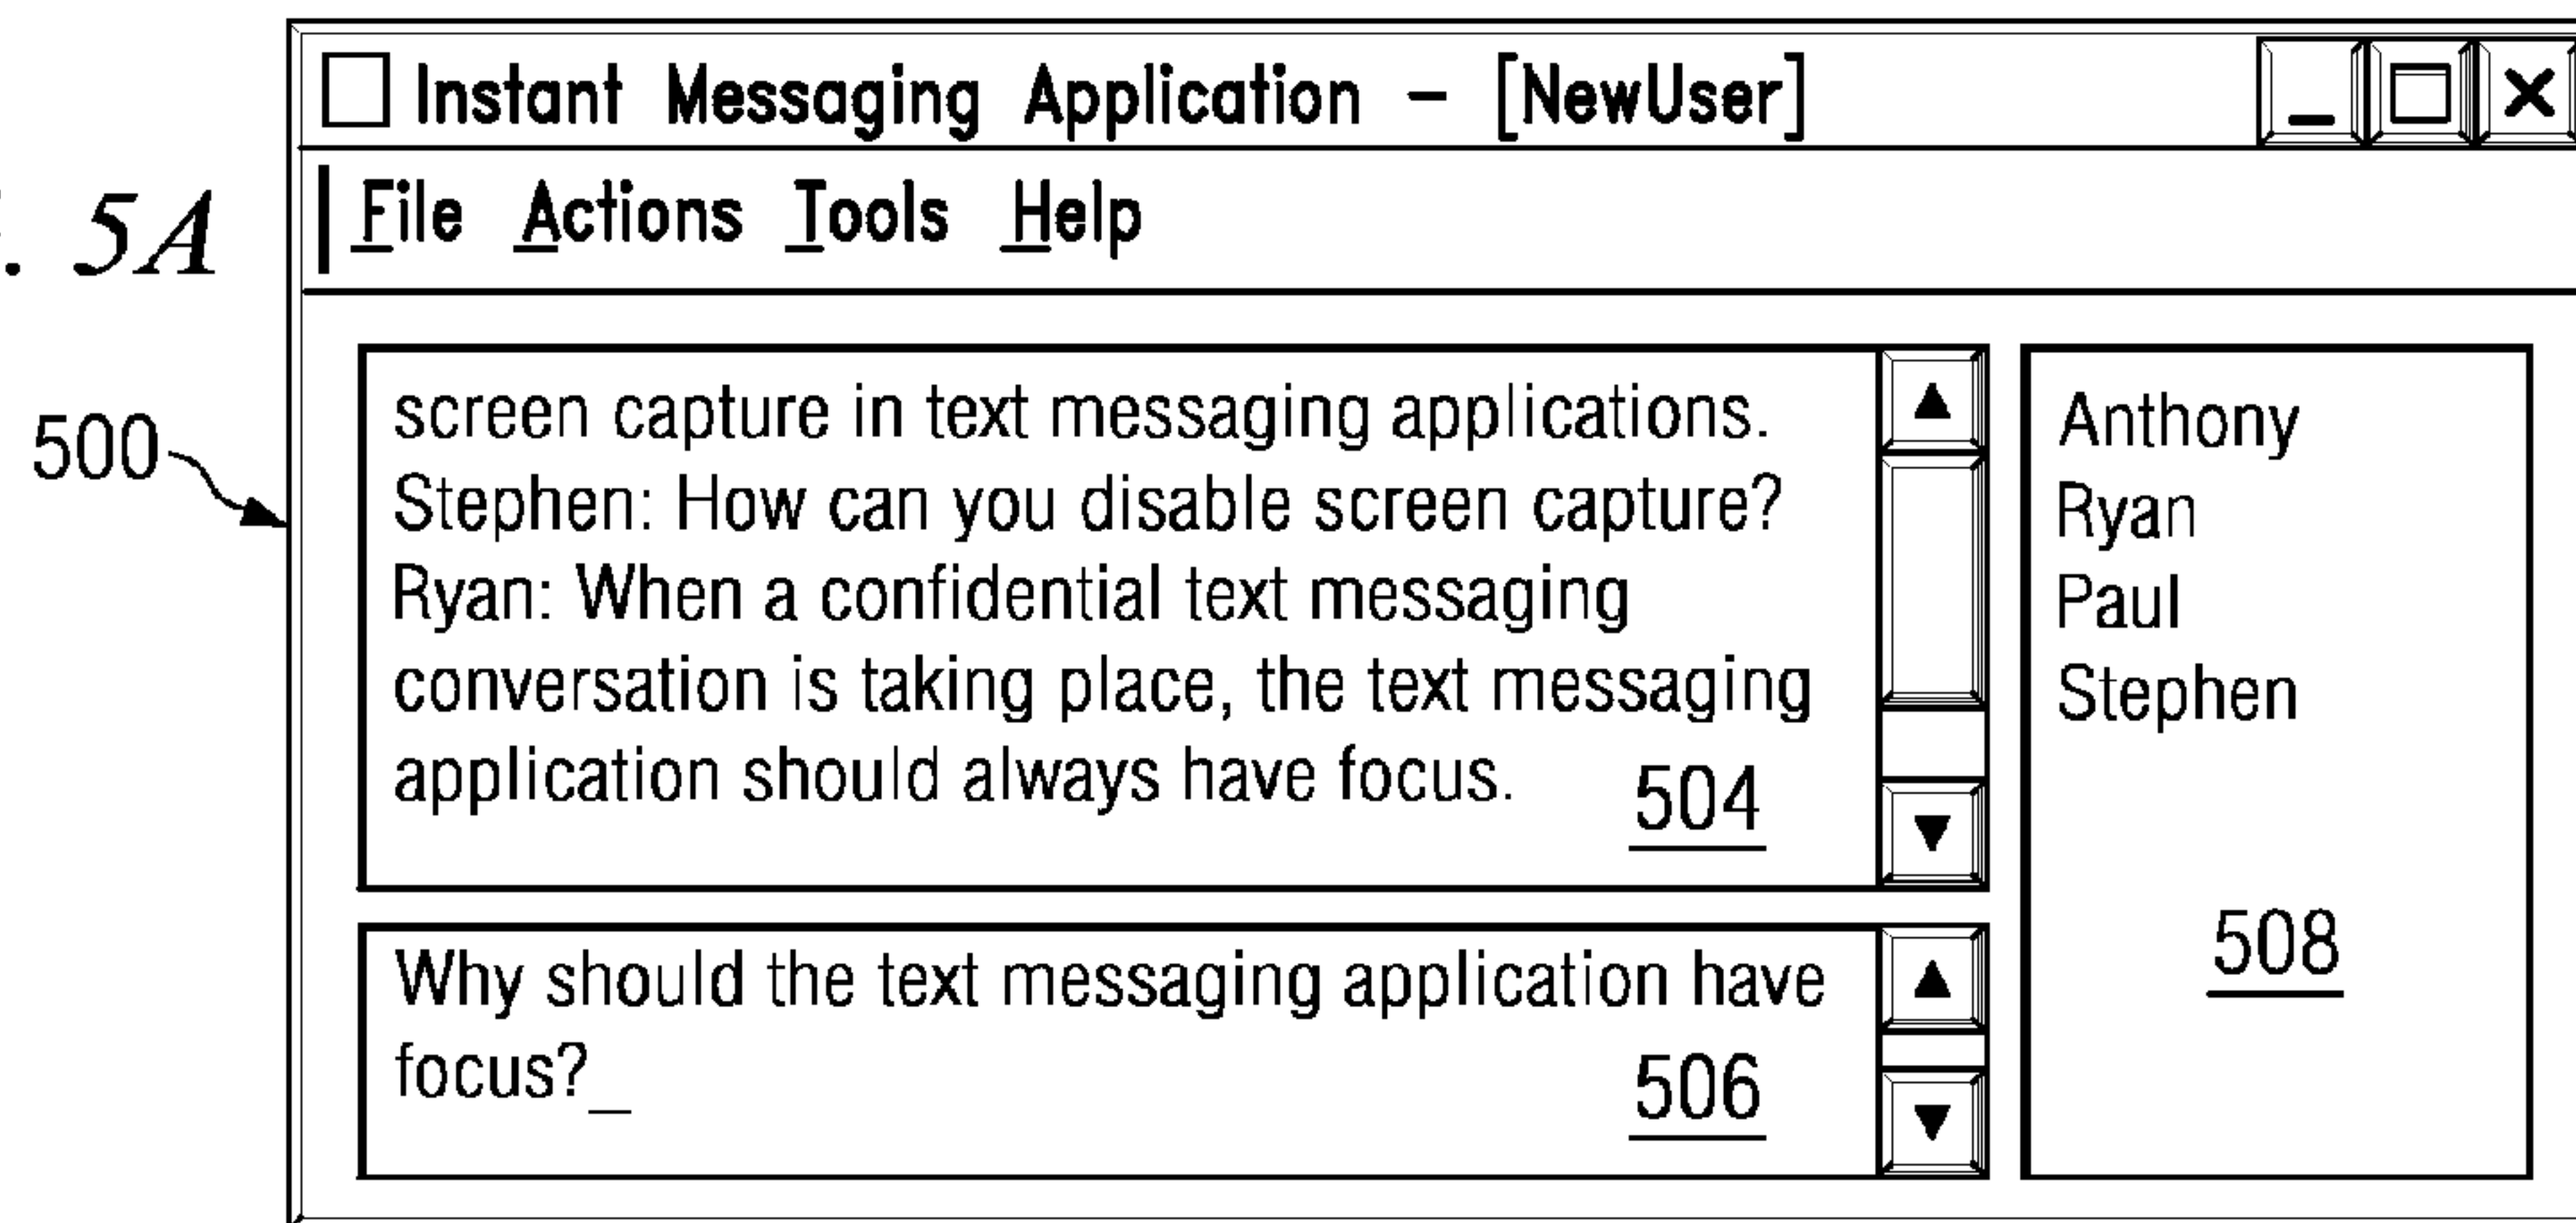 Instant Messaging Application - [NewUser]
File Actions Tools Help
. 5A
500
screen capture in text messaging applications.
Stephen: How can you disable screen capture?
Ryan: When a confidential text messaging
conversation is taking place, the text messaging
application should always have focus.
504
Why should the text messaging application have
focus?_
506
Anthony
Ryan
Paul
Stephen
508